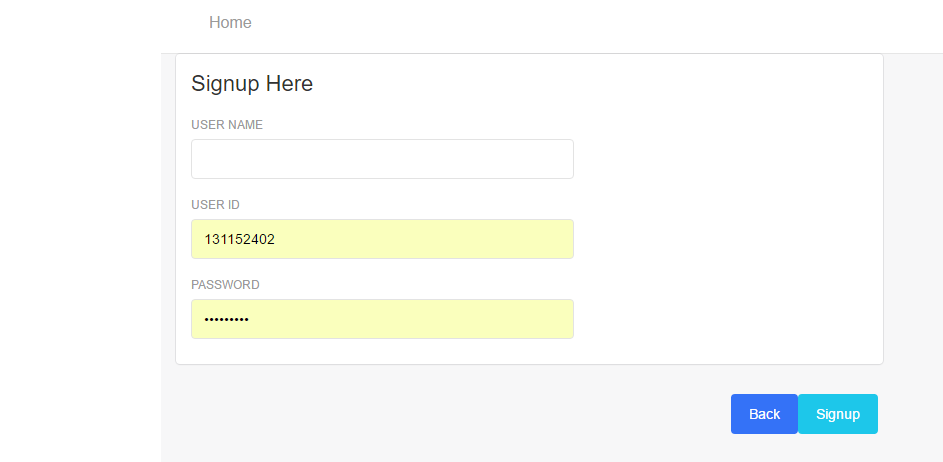 Home
Signup Here
USER NAME
USER ID
131152402
PASSWORD
•••••••••
Back Signup